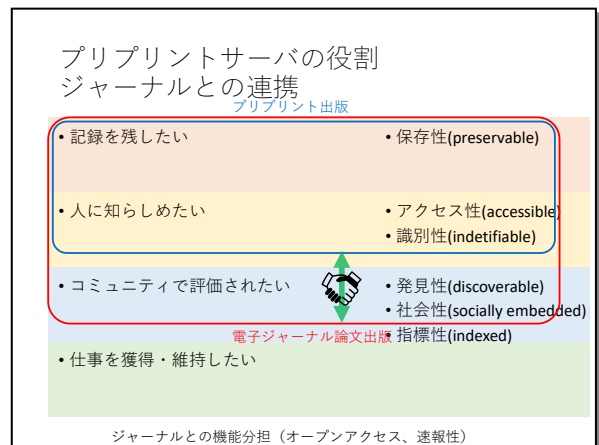 プリプリントサーバの役割
ジャーナルとの連携
プリプリント出版
• 記録を残したい
• 保存性(preservable)
• 人に知らしめたい
• アクセス性(accessible)
• 識別性(indetifiable)
• コミュニティで評価されたい
• 発見性(discoverable)
• 社会性(socially embedded)
電子ジャーナル論文出版
• 指標性(indexed)
• 仕事を獲得・維持したい
ジャーナルとの機能分担（オープンアクセス、速報性）